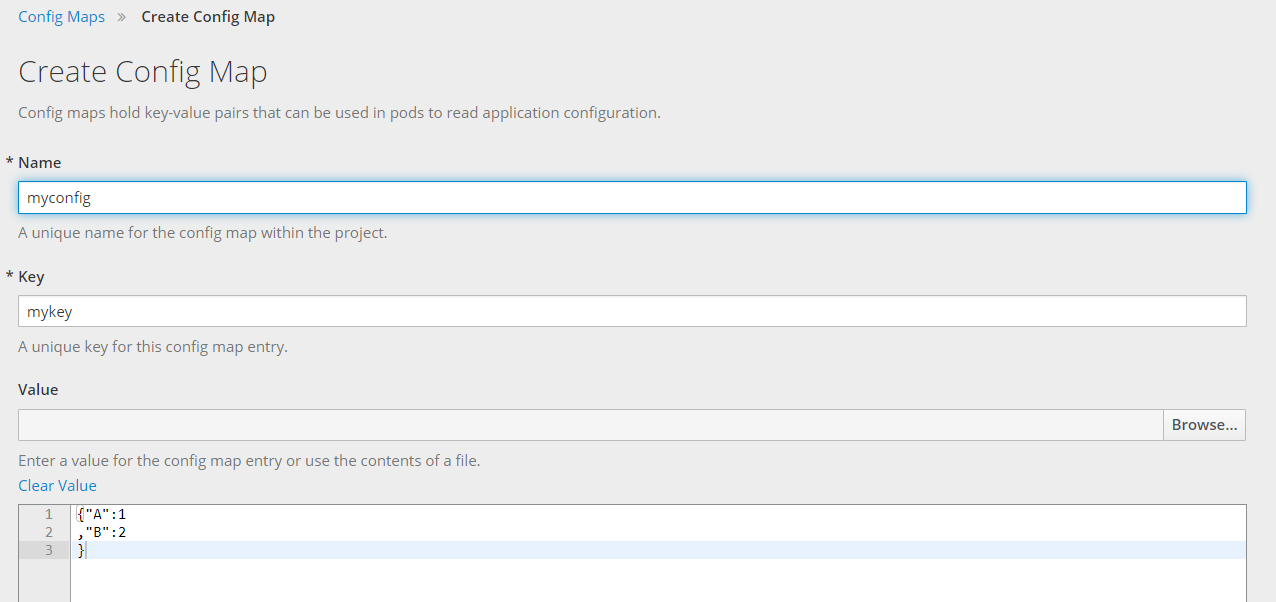 Config Maps » Create Config Map
Create Config Map
Config maps hold key-value pairs that can be used in pods to read application configuration.
* Name
myconfig
A unique name for the config map within the project.
* Key
mykey
A unique key for this config map entry.
Value
Browse...
Enter a value for the config map entry or use the contents of a file.
Clear Value
1 {"A":1
2 ,"B":2
3 }